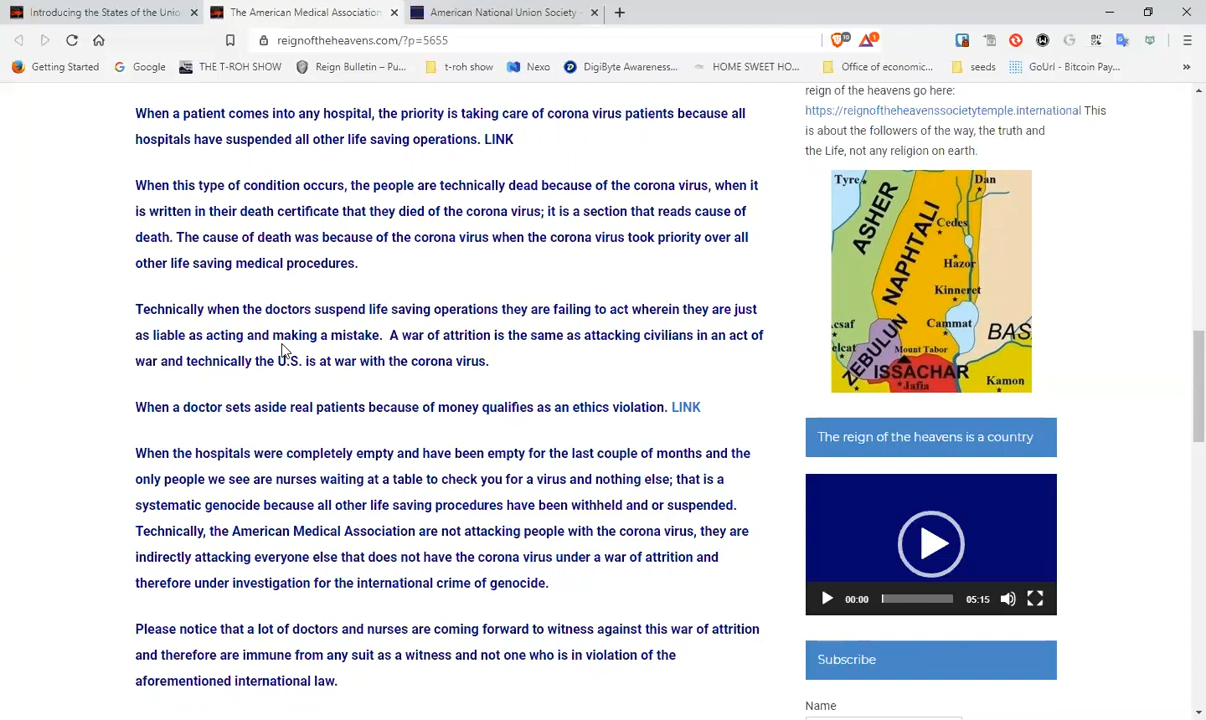 Introducing the States of the Unio
The American Medical Association
American National Union Society -
reignoftheheavens.com/?p=5655
10
1
Getting Started
Google
THE T-ROH SHOW
Reign Bulletin – Pu...
t-roh show
Nexo
DigiByte Awareness...
HOME SWEET HO...
Office of economic...
seeds
GoUrl - Bitcoin Pay...
When a patient comes into any hospital, the priority is taking care of corona virus patients because all
hospitals have suspended all other life saving operations. LINK
When this type of condition occurs, the people are technically dead because of the corona virus, when it
is written in their death certificate that they died of the corona virus; it is a section that reads cause of
death. The cause of death was because of the corona virus when the corona virus took priority over all
other life saving medical procedures.
Technically when the doctors suspend life saving operations they are failing to act wherein they are just
as liable as acting and making a mistake.  A war of attrition is the same as attacking civilians in an act of
war and technically the U.S. is at war with the corona virus.
When a doctor sets aside real patients because of money qualifies as an ethics violation. LINK
When the hospitals were completely empty and have been empty for the last couple of months and the
only people we see are nurses waiting at a table to check you for a virus and nothing else; that is a
systematic genocide because all other life saving procedures have been withheld and or suspended.
Technically, the American Medical Association are not attacking people with the corona virus, they are
indirectly attacking everyone else that does not have the corona virus under a war of attrition and
therefore under investigation for the international crime of genocide.
Please notice that a lot of doctors and nurses are coming forward to witness against this war of attrition
and therefore are immune from any suit as a witness and not one who is in violation of the
aforementioned international law.
reign of the heavens go here:
https://reignoftheheavenssocietytemple.international This
is about the followers of the way, the truth and
the Life, not any religion on earth.
Tyre
Dan
ASHER
NAPHTALI
Cedes
Hazor
Kinneret
Cammat
BAS
ZEBULUN
Mount Tabor
ISSACHAR
Jafia
Kamon
The reign of the heavens is a country
00:00
05:15
Subscribe
Name